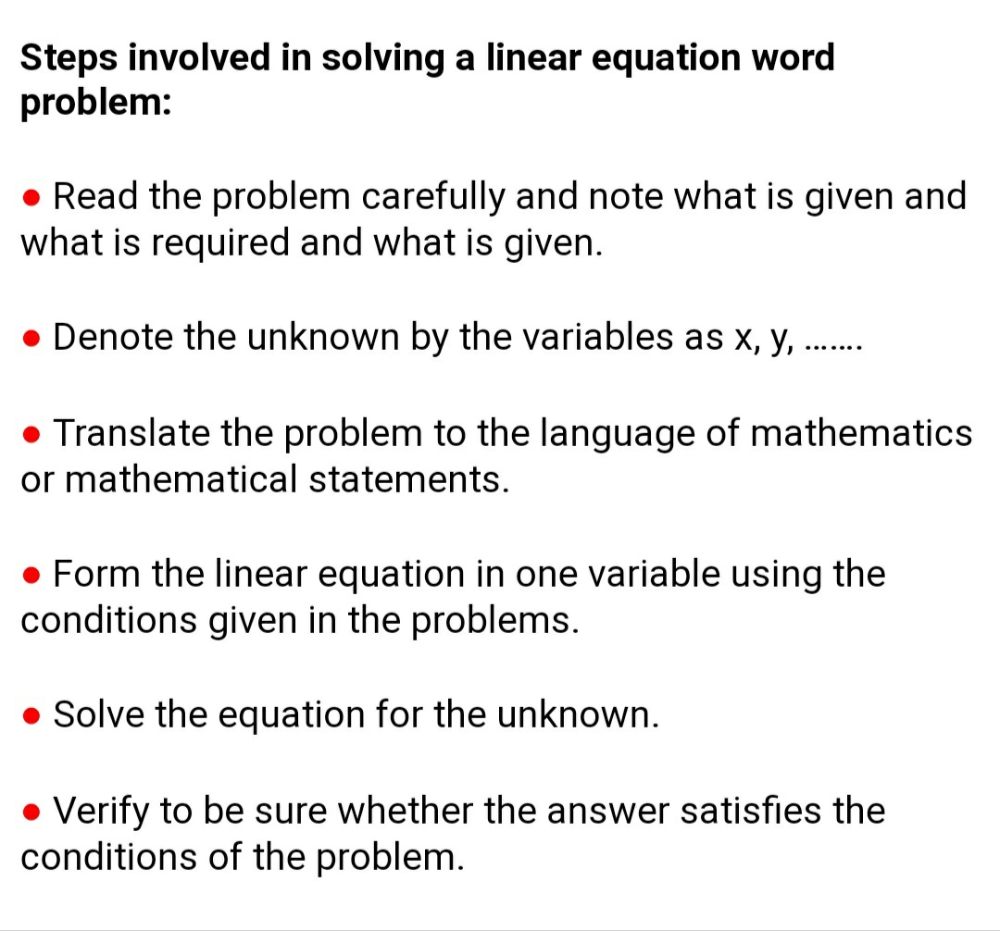 Steps involved in solving a linear equation word
problem:
● Read the problem carefully and note what is given and
what is required and what is given.
● Denote the unknown by the variables as x, y, …….
● Translate the problem to the language of mathematics
or mathematical statements.
● Form the linear equation in one variable using the
conditions given in the problems.
● Solve the equation for the unknown.
● Verify to be sure whether the answer satisfies the
conditions of the problem.